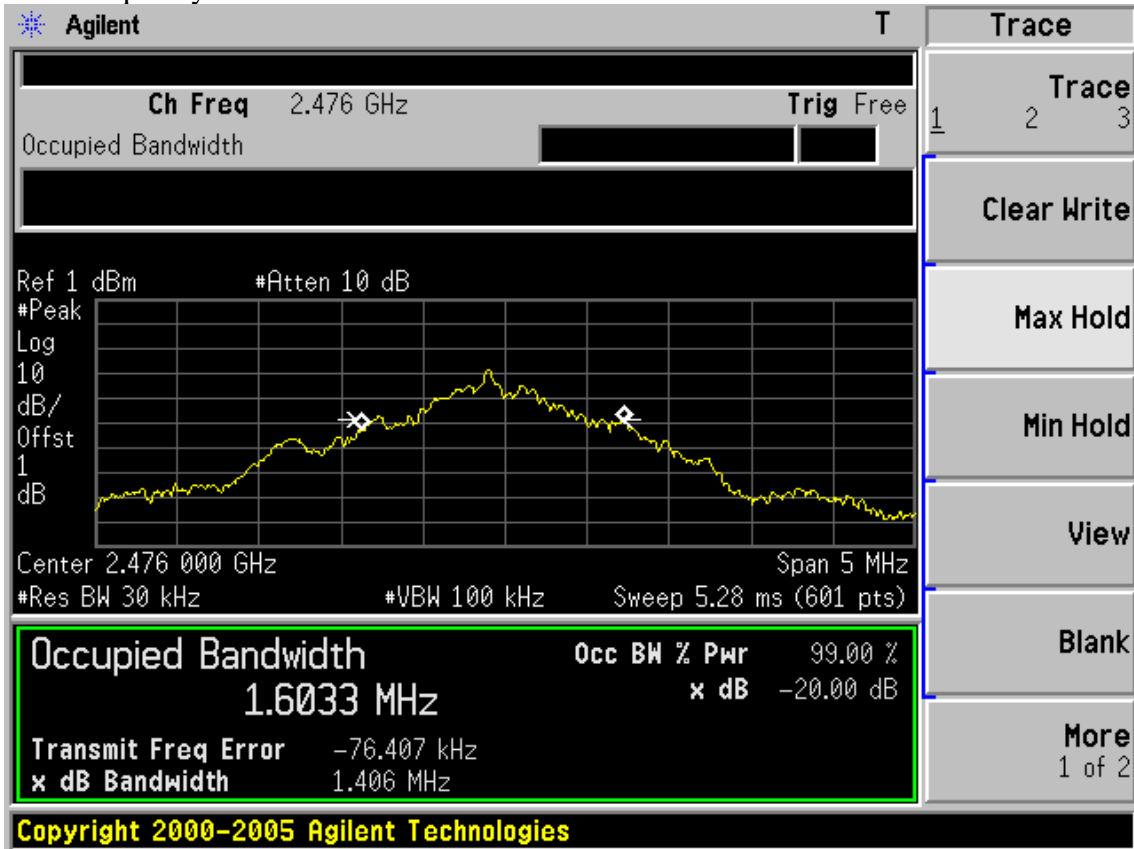 Agilent T Trace
Ch Freq 2.476 GHz Trig Free
Occupied Bandwidth
Trace
1 2 3
Clear Write
Max Hold
Min Hold
View
Blank
More
1 of 2
Ref 1 dBm #Atten 10 dB
#Peak
Log
10
dB/
Offst
1
dB
Center 2.476 000 GHz Span 5 MHz
#Res BW 30 kHz #VBW 100 kHz Sweep 5.28 ms (601 pts)
Occupied Bandwidth Occ BW % Pwr 99.00 %
1.6033 MHz x dB -20.00 dB
Transmit Freq Error -76.407 kHz
x dB Bandwidth 1.406 MHz
Copyright 2000-2005 Agilent Technologies